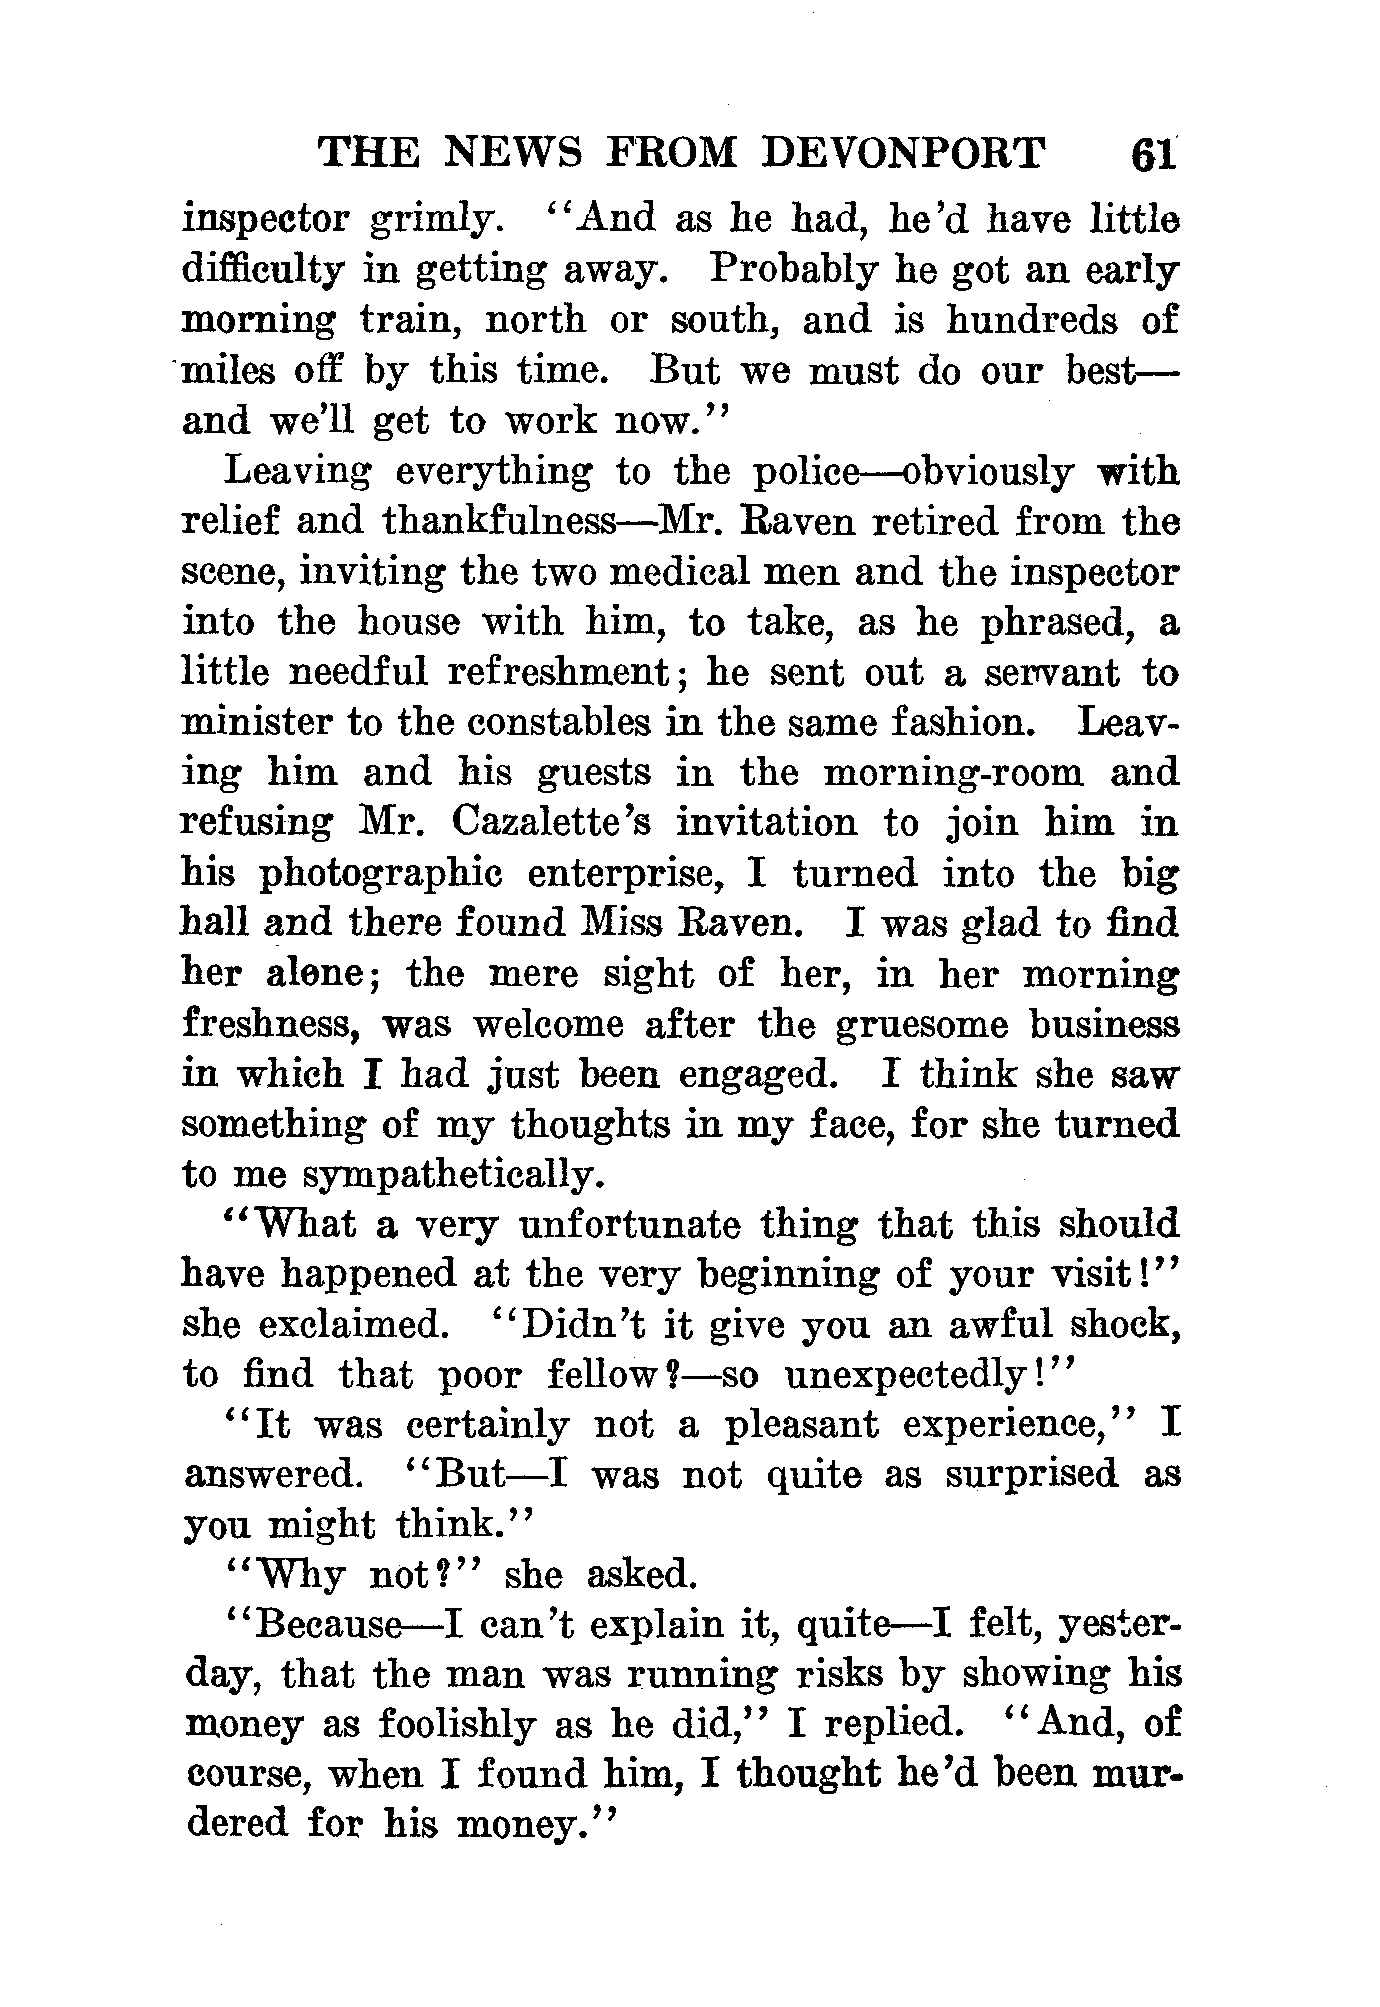 THE NEWS FROM DEVONPORT 61
inspector grimly. "And as he had, he'd have little
difficulty in getting away. Probably he got an early
morning train, north or south, and is hundreds of
miles off by this time. But we must do our best—
and we'll get to work now."
Leaving everything to the police—obviously with
relief and thankfulness—Mr. Raven retired from the
scene, inviting the two medical men and the inspector
into the house with him, to take, as he phrased, a
little needful refreshment; he sent out a servant to
minister to the constables in the same fashion. Leav-
ing him and his guests in the morning-room and
refusing Mr. Cazalette's invitation to join him in
his photographic enterprise, I turned into the big
hall and there found Miss Raven. I was glad to find
her alone; the mere sight of her, in her morning
freshness, was welcome after the gruesome business
in which I had just been engaged. I think she saw
something of my thoughts in my face, for she turned
to me sympathetically.
"What a very unfortunate thing that this should
have happened at the very beginning of your visit!"
she exclaimed. "Didn't it give you an awful shock,
to find that poor fellow?—so unexpectedly!"
"It was certainly not a pleasant experience," I
answered. "But—I was not quite as surprised as
you might think."
"Why not?" she asked.
"Because—I can't explain it, quite—I felt, yester-
day, that the man was running risks by showing his
money as foolishly as he did," I replied. "And, of
course, when I found him, I thought he'd been mur-
dered for his money."